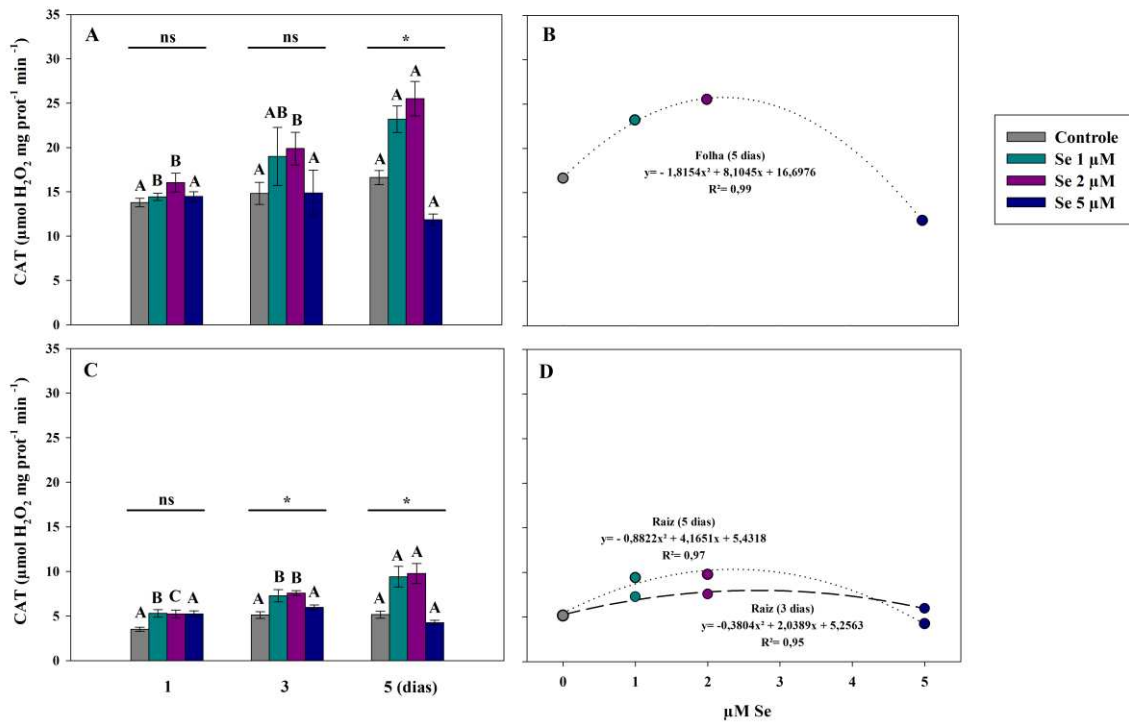 35
30
25
20
15
10
5
0
CAT (µmol H₂O₂ mg prot⁻¹ min ⁻¹)
A
ns
ns
*
A B B A
A AB B A
A A A A
B
Folha (5 dias)
y= - 1,8154x² + 8,1045x + 16,6976
R²= 0,99
Controle
Se 1 µM
Se 2 µM
Se 5 µM
35
30
25
20
15
10
5
0
CAT (µmol H₂O₂ mg prot⁻¹ min ⁻¹)
C
ns
*
*
A B C A
A B B A
A A A A
1 3 5 (dias)
D
Raiz (5 dias)
y= - 0,8822x² + 4,1651x + 5,4318
R²= 0,97
Raiz (3 dias)
y= -0,3804x² + 2,0389x + 5,2563
R²= 0,95
0 1 2 3 4 5
µM Se